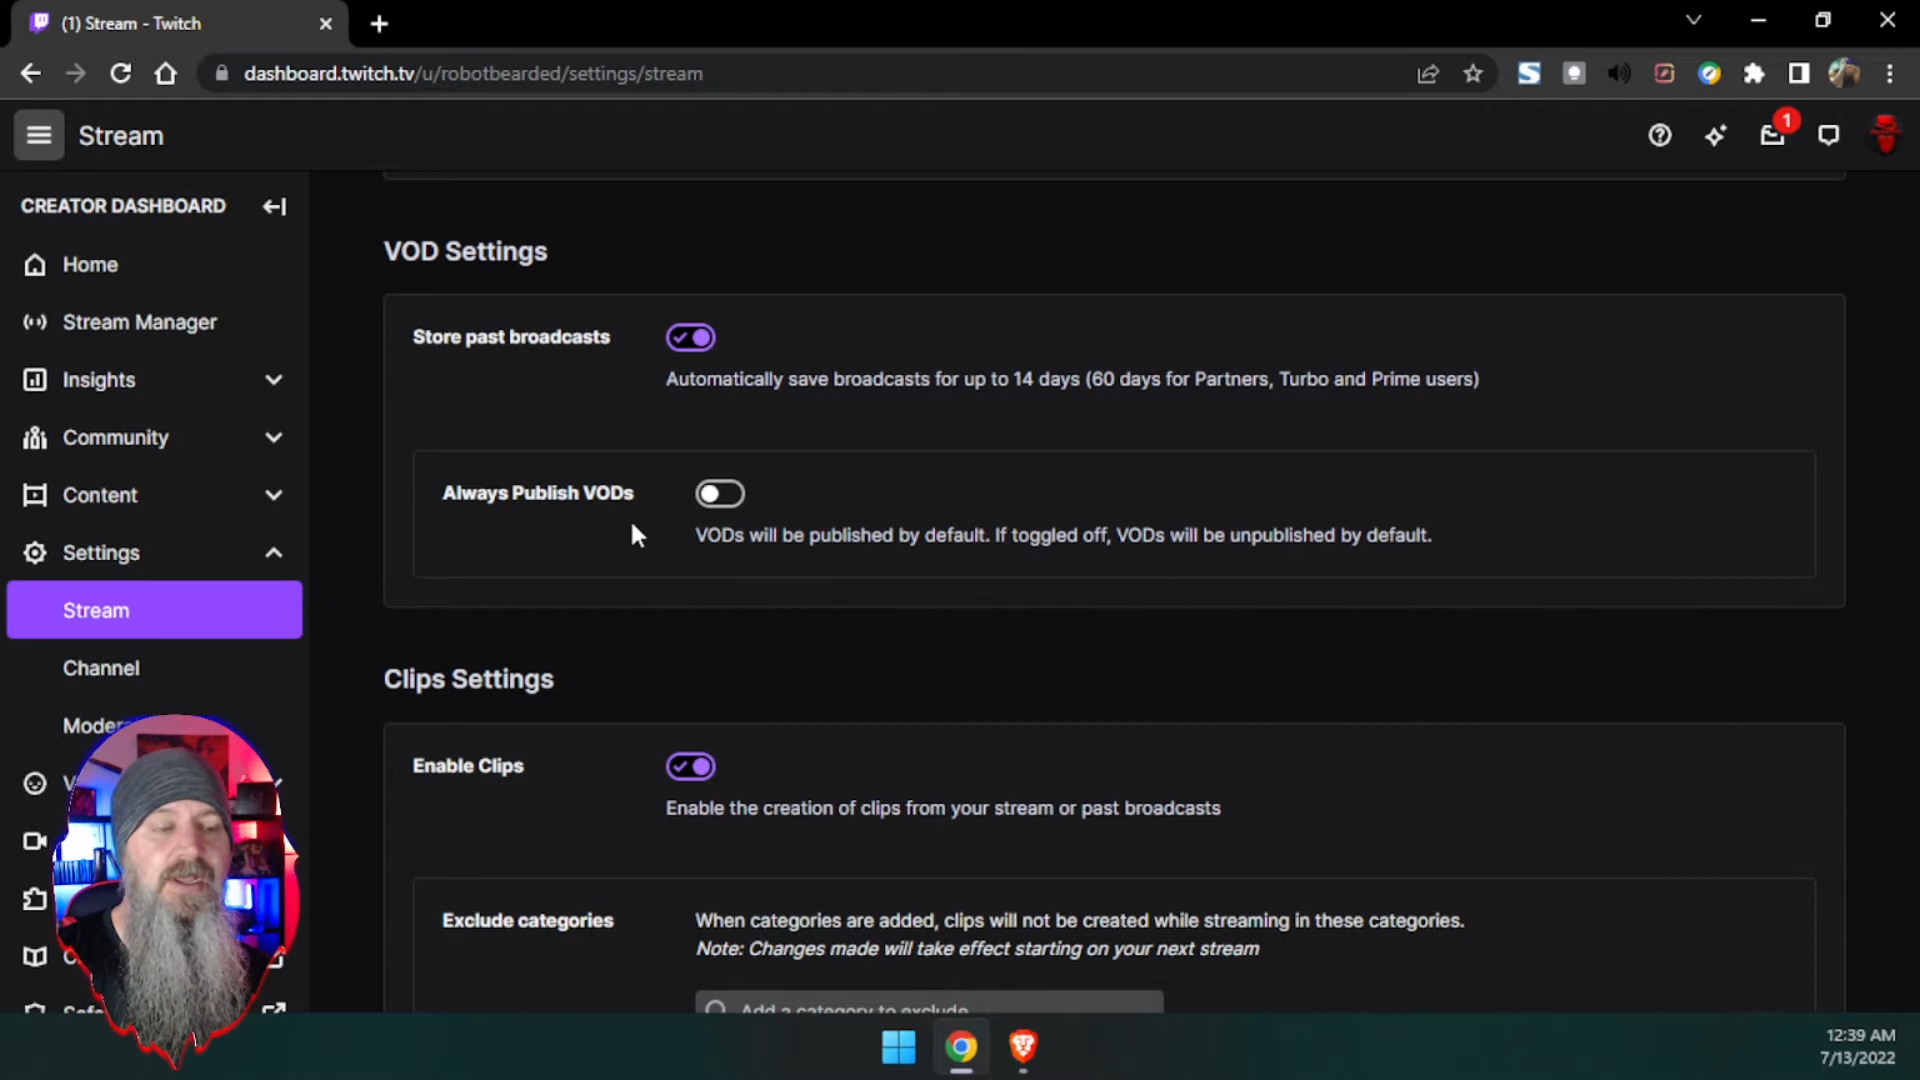 (1) Stream - Twitch
dashboard.twitch.tv/u/robotbearded/settings/stream
Stream
1
CREATOR DASHBOARD
Home
Stream Manager
Insights
Community
Content
Settings
Stream
Channel
VOD Settings
Store past broadcasts
Automatically save broadcasts for up to 14 days (60 days for Partners, Turbo and Prime users)
Always Publish VODs
VODs will be published by default. If toggled off, VODs will be unpublished by default.
Clips Settings
Enable Clips
Enable the creation of clips from your stream or past broadcasts
Exclude categories
When categories are added, clips will not be created while streaming in these categories.
Note: Changes made will take effect starting on your next stream
Add a category to exclude
12:39 AM
7/13/2022